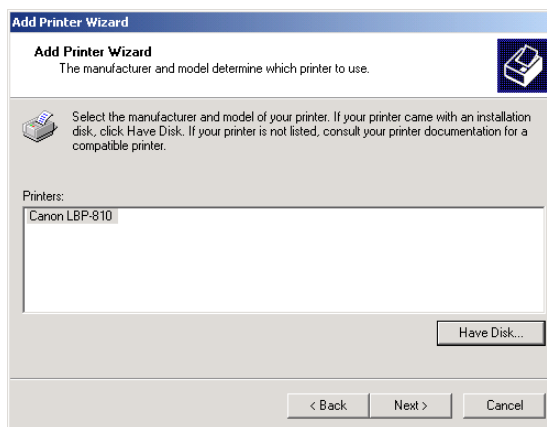 Add Printer Wizard
Add Printer Wizard
The manufacturer and model determine which printer to use.
Select the manufacturer and model of your printer. If your printer came with an installation
disk, click Have Disk. If your printer is not listed, consult your printer documentation for a
compatible printer.
Printers:
Canon LBP-810
Have Disk...
< Back Next > Cancel